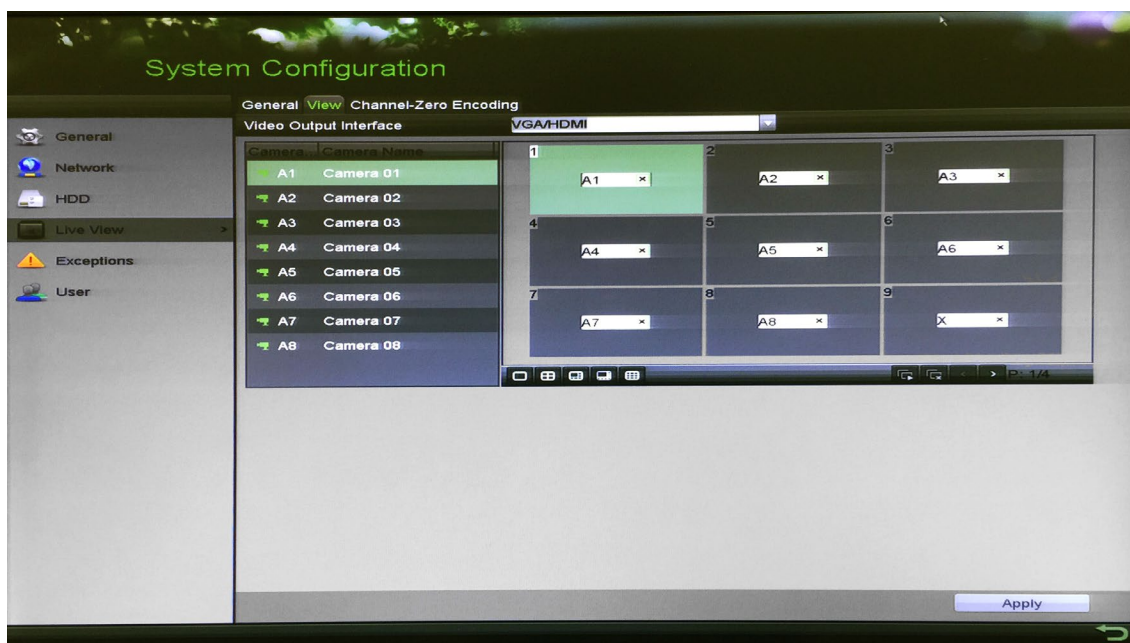 System Configuration
General View Channel-Zero Encoding
Video Output Interface VGA/HDMI
General
Network
HDD
Live View
Exceptions
User
Camera Camera Name
A1 Camera 01
A2 Camera 02
A3 Camera 03
A4 Camera 04
A5 Camera 05
A6 Camera 06
A7 Camera 07
A8 Camera 08
1 2 3
A1 × A2 × A3 ×
4 5 6
A4 × A5 × A6 ×
7 8 9
A7 × A8 × X ×
P: 1/4
Apply